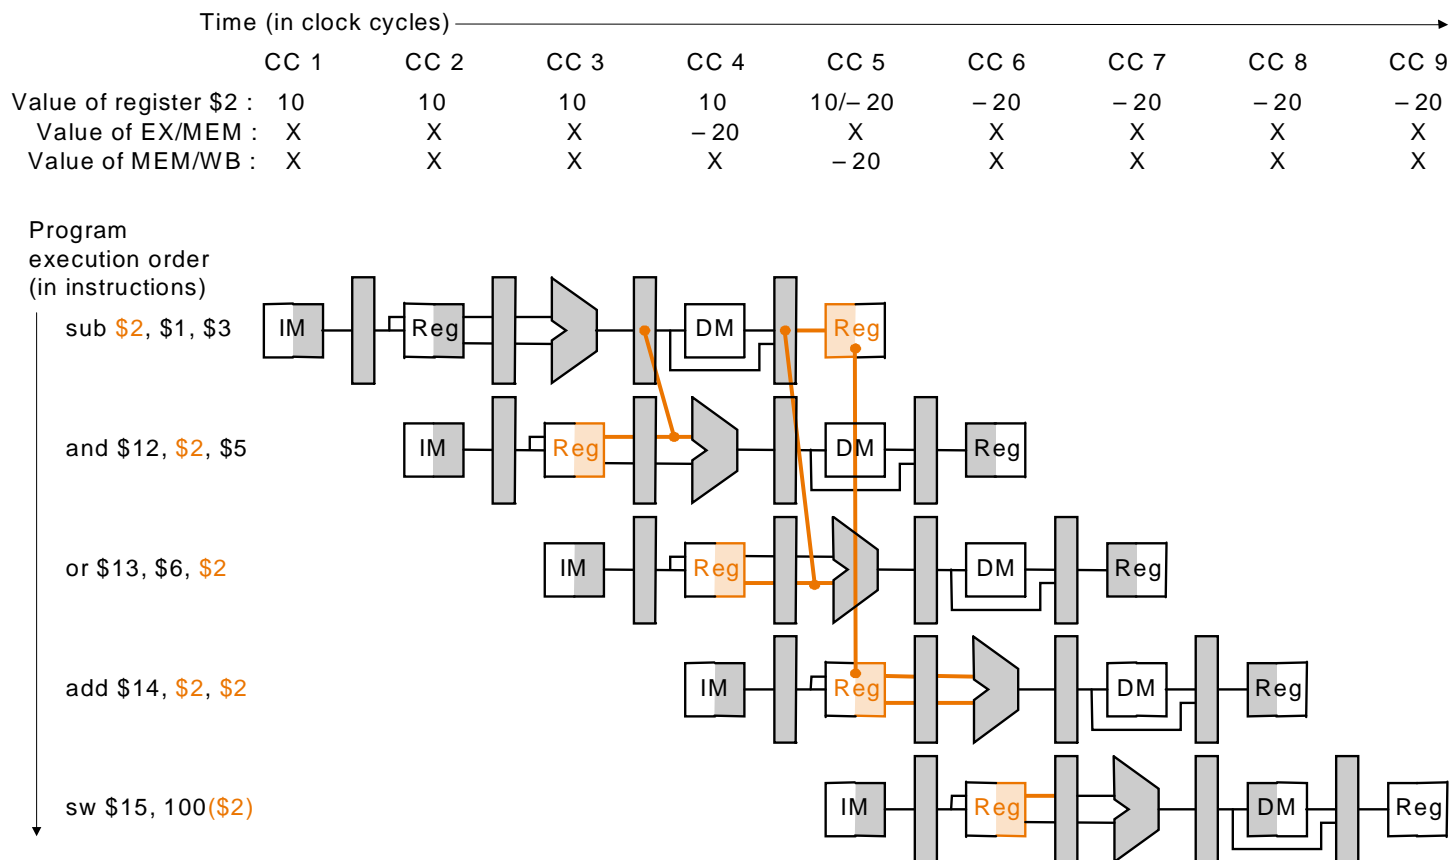 Time (in clock cycles)
CC 1 CC 2 CC 3 CC 4 CC 5 CC 6 CC 7 CC 8 CC 9
Value of register $2 : 10 10 10 10 10/– 20 – 20 – 20 – 20 – 20
Value of EX/MEM : X X X – 20 X X X X X
Value of MEM/WB : X X X X – 20 X X X X
Program
execution order
(in instructions)
sub $2, $1, $3 IM Reg DM Reg
and $12, $2, $5 IM Reg DM Reg
or $13, $6, $2 IM Reg DM Reg
add $14, $2, $2 IM Reg DM Reg
sw $15, 100($2) IM Reg DM Reg